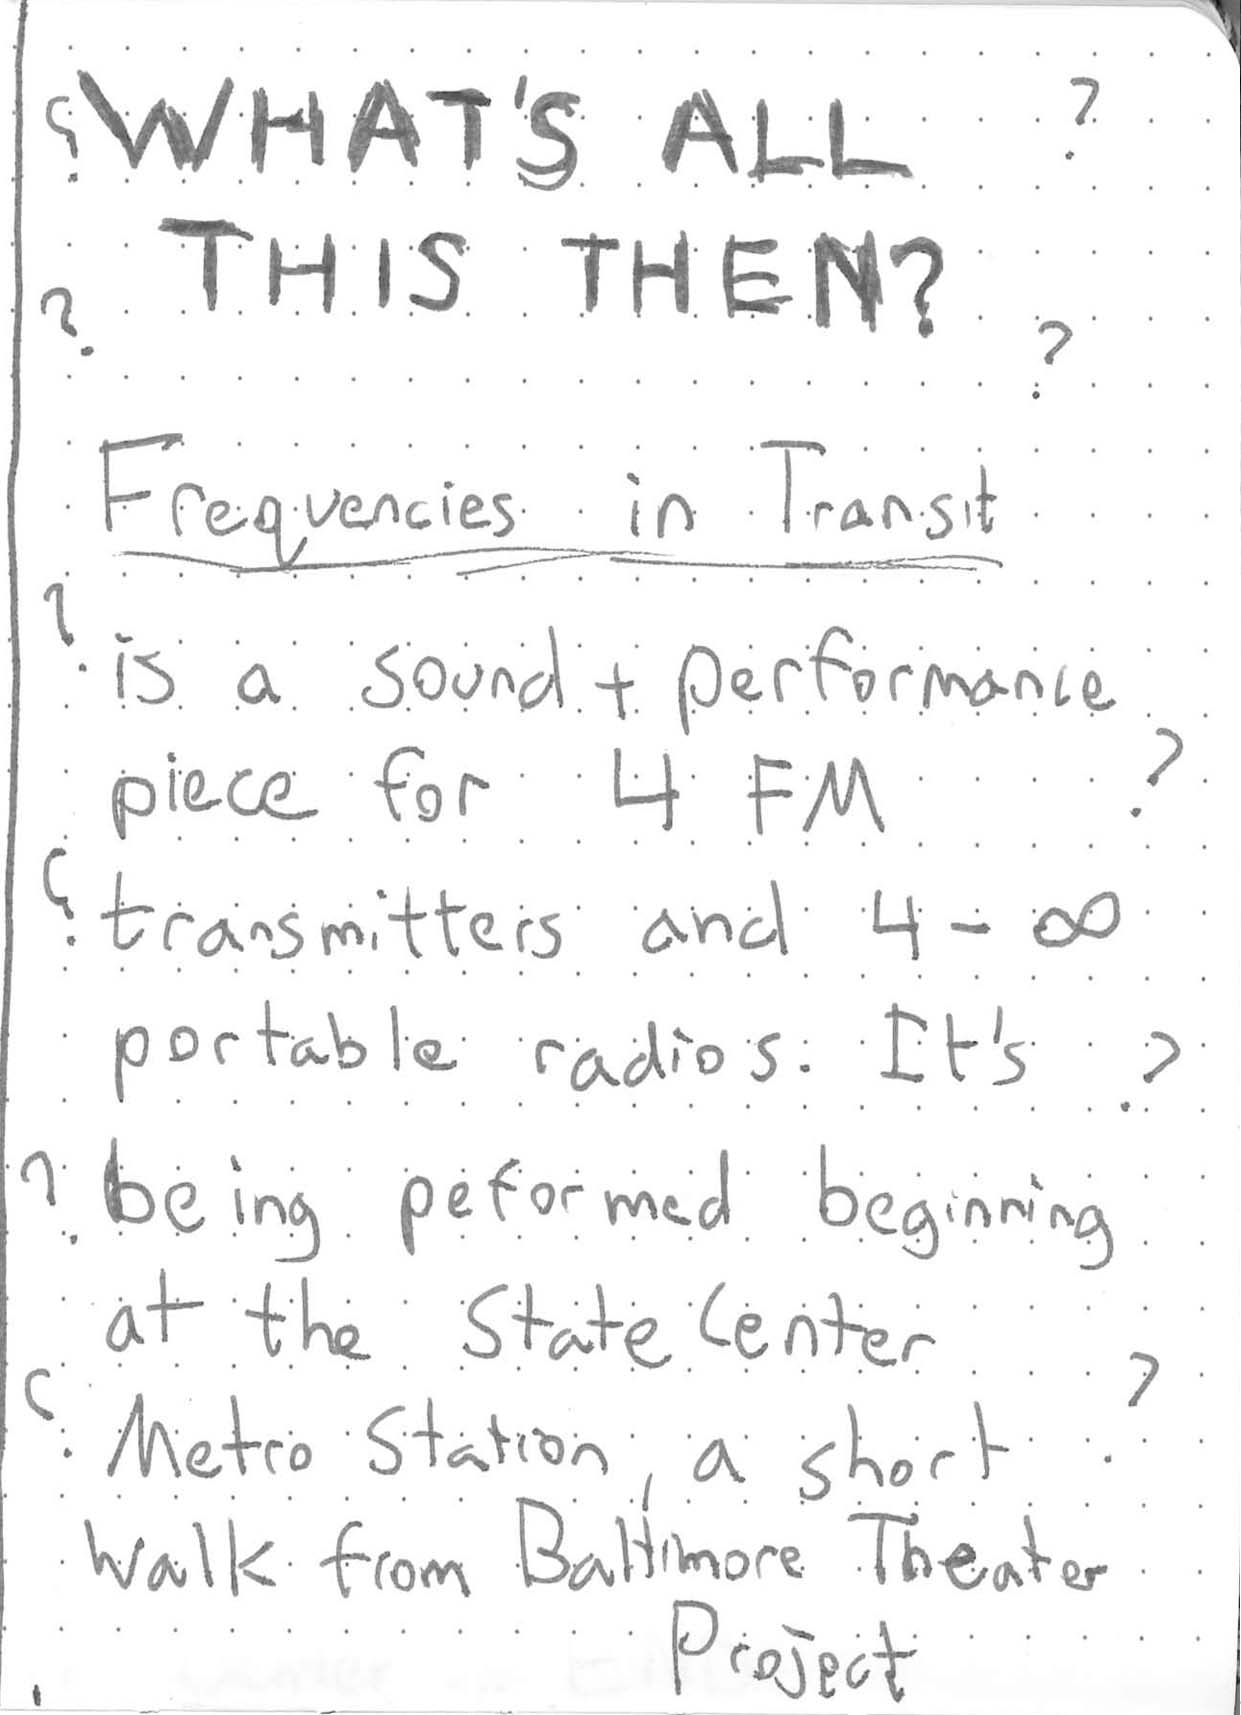 WHAT'S ALL
THIS THEN?
Frequencies in Transit
is a sound + performance
piece for 4 FM
transmitters and 4 - ∞
portable radios. It's
being peformed beginning
at the State Center
Metro Station, a short
walk from Baltimore Theater
Project